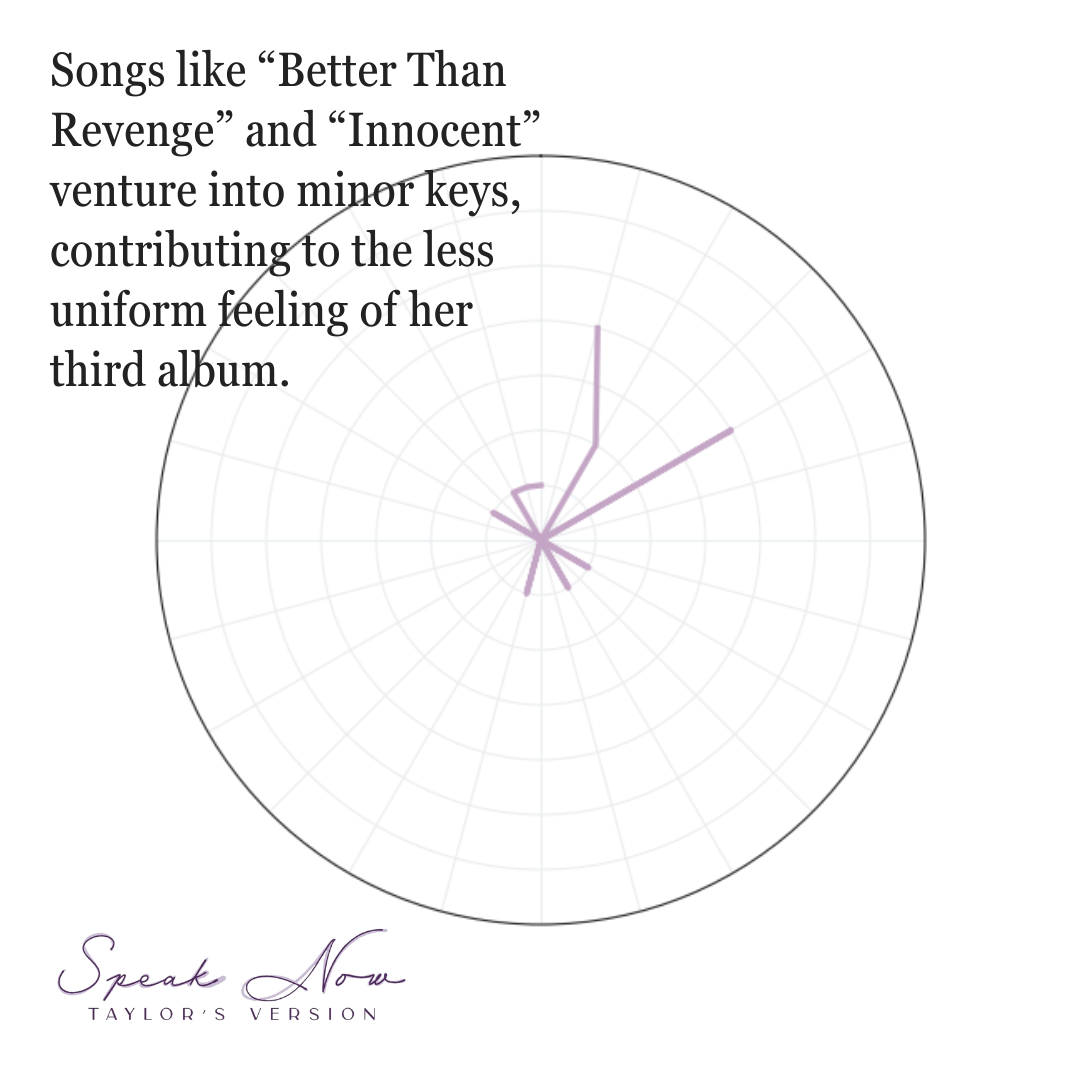 Songs like “Better Than
Revenge” and “Innocent”
venture into minor keys,
contributing to the less
uniform feeling of her
third album.
Speak Now
TAYLOR'S VERSION